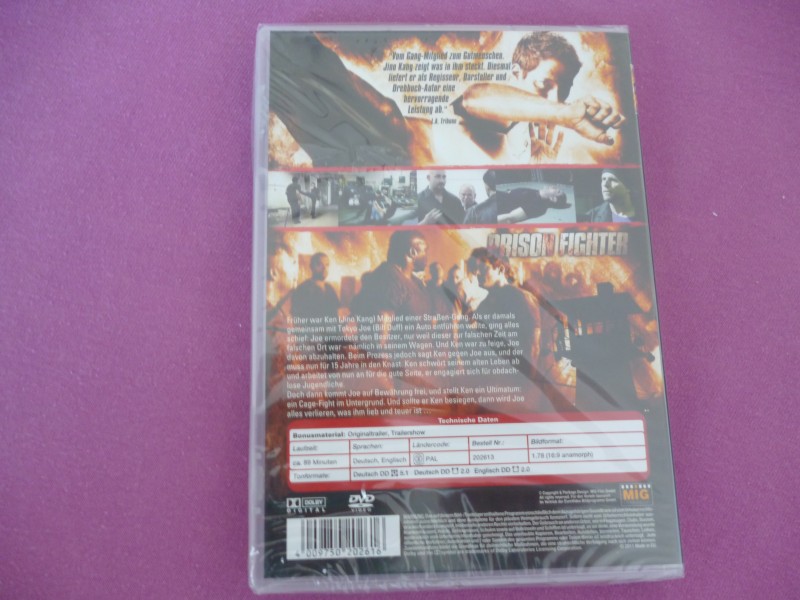 "Vom Gang-Mitglied zum Gutmenschen.
Jino Kang zeigt was in ihm steckt. Diesmal
liefert er als Regisseur, Darsteller und
Drehbuch-Autor eine
hervorragende
Leistung ab."
J.A. Tribune
PRISON FIGHTER
Früher war Ken (Jino Kang) Mitglied einer Straßen-Gang. Als er damals
gemeinsam mit Tokyo Joe (Bill Duff) ein Auto entführen wollte, ging alles
schief: Joe ermordete den Besitzer, nur weil dieser zur falschen Zeit am
falschen Ort war – nämlich in seinem Wagen. Und Ken war zu feige, Joe
davon abzuhalten. Beim Prozess jedoch sagt Ken gegen Joe aus, und der
muss nun für 15 Jahre in den Knast. Ken schwört seinem alten Leben ab
und arbeitet von nun an für die gute Seite, er engagiert sich für obdach-
lose Jugendliche.
Doch dann kommt Joe auf Bewährung frei, und stellt Ken ein Ultimatum:
ein Cage-Fight im Untergrund. Und sollte er Ken besiegen, dann wird Joe
alles verlieren, was ihm lieb und teuer ist ...
Technische Daten
Bonusmaterial: Originaltrailer, Trailershow
Laufzeit: Sprachen: Ländercode: Bestell Nr.: Bildformat:
ca. 89 Minuten Deutsch, Englisch PAL 202613 1.78 (16:9 anamorph)
Tonformate: Deutsch DD 5.1 Deutsch DD 2.0 Englisch DD 2.0
DOLBY
DIGITAL
DVD
VIDEO
MIG
4 009750 202616